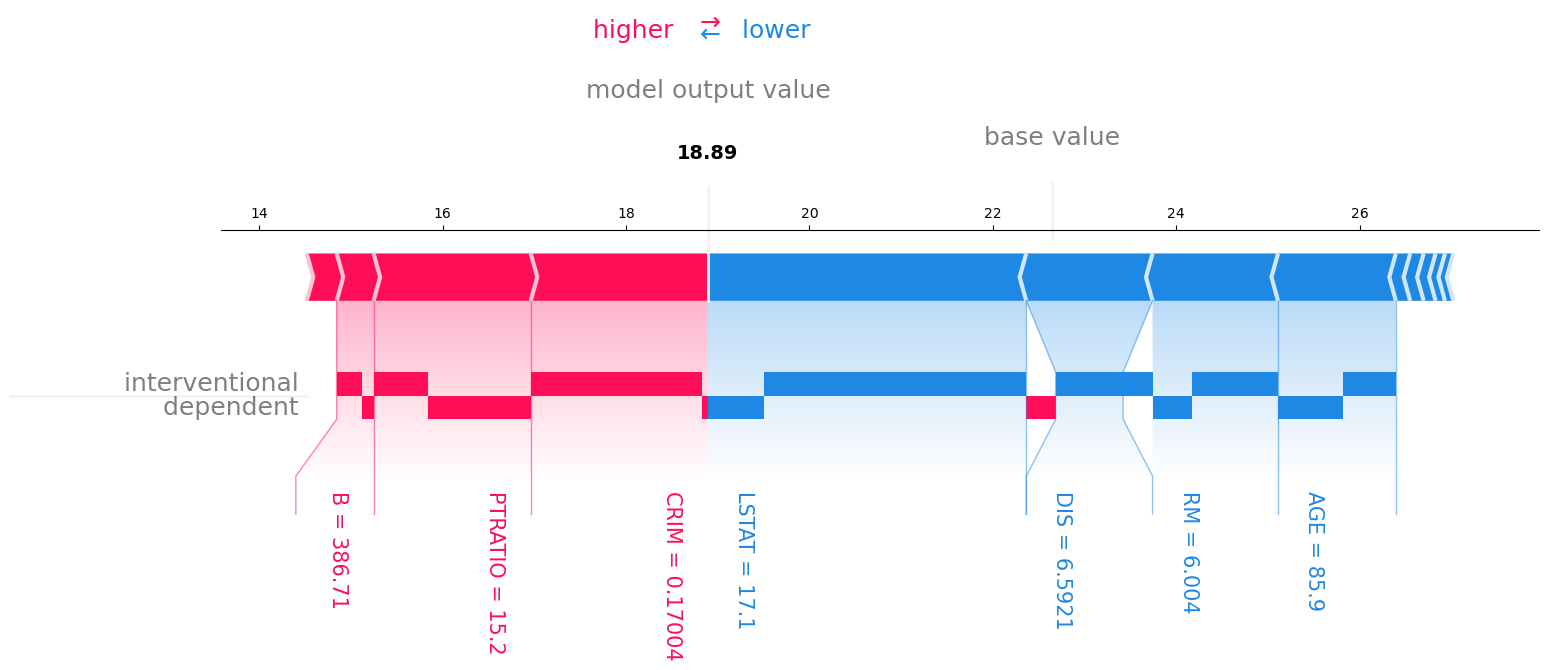 higher ⇄ lower
model output value
base value
18.89
14 16 18 20 22 24 26
interventional
dependent
B = 386.71
PTRATIO = 15.2
CRIM = 0.17004
LSTAT = 17.1
DIS = 6.5921
RM = 6.004
AGE = 85.9